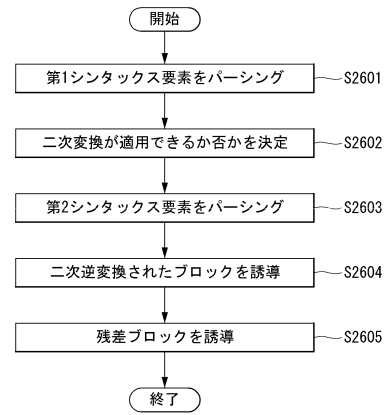 開始
第1シンタックス要素をパーシング S2601
二次変換が適用できるか否かを決定 S2602
第2シンタックス要素をパーシング S2603
二次逆変換されたブロックを誘導 S2604
残差ブロックを誘導 S2605
終了